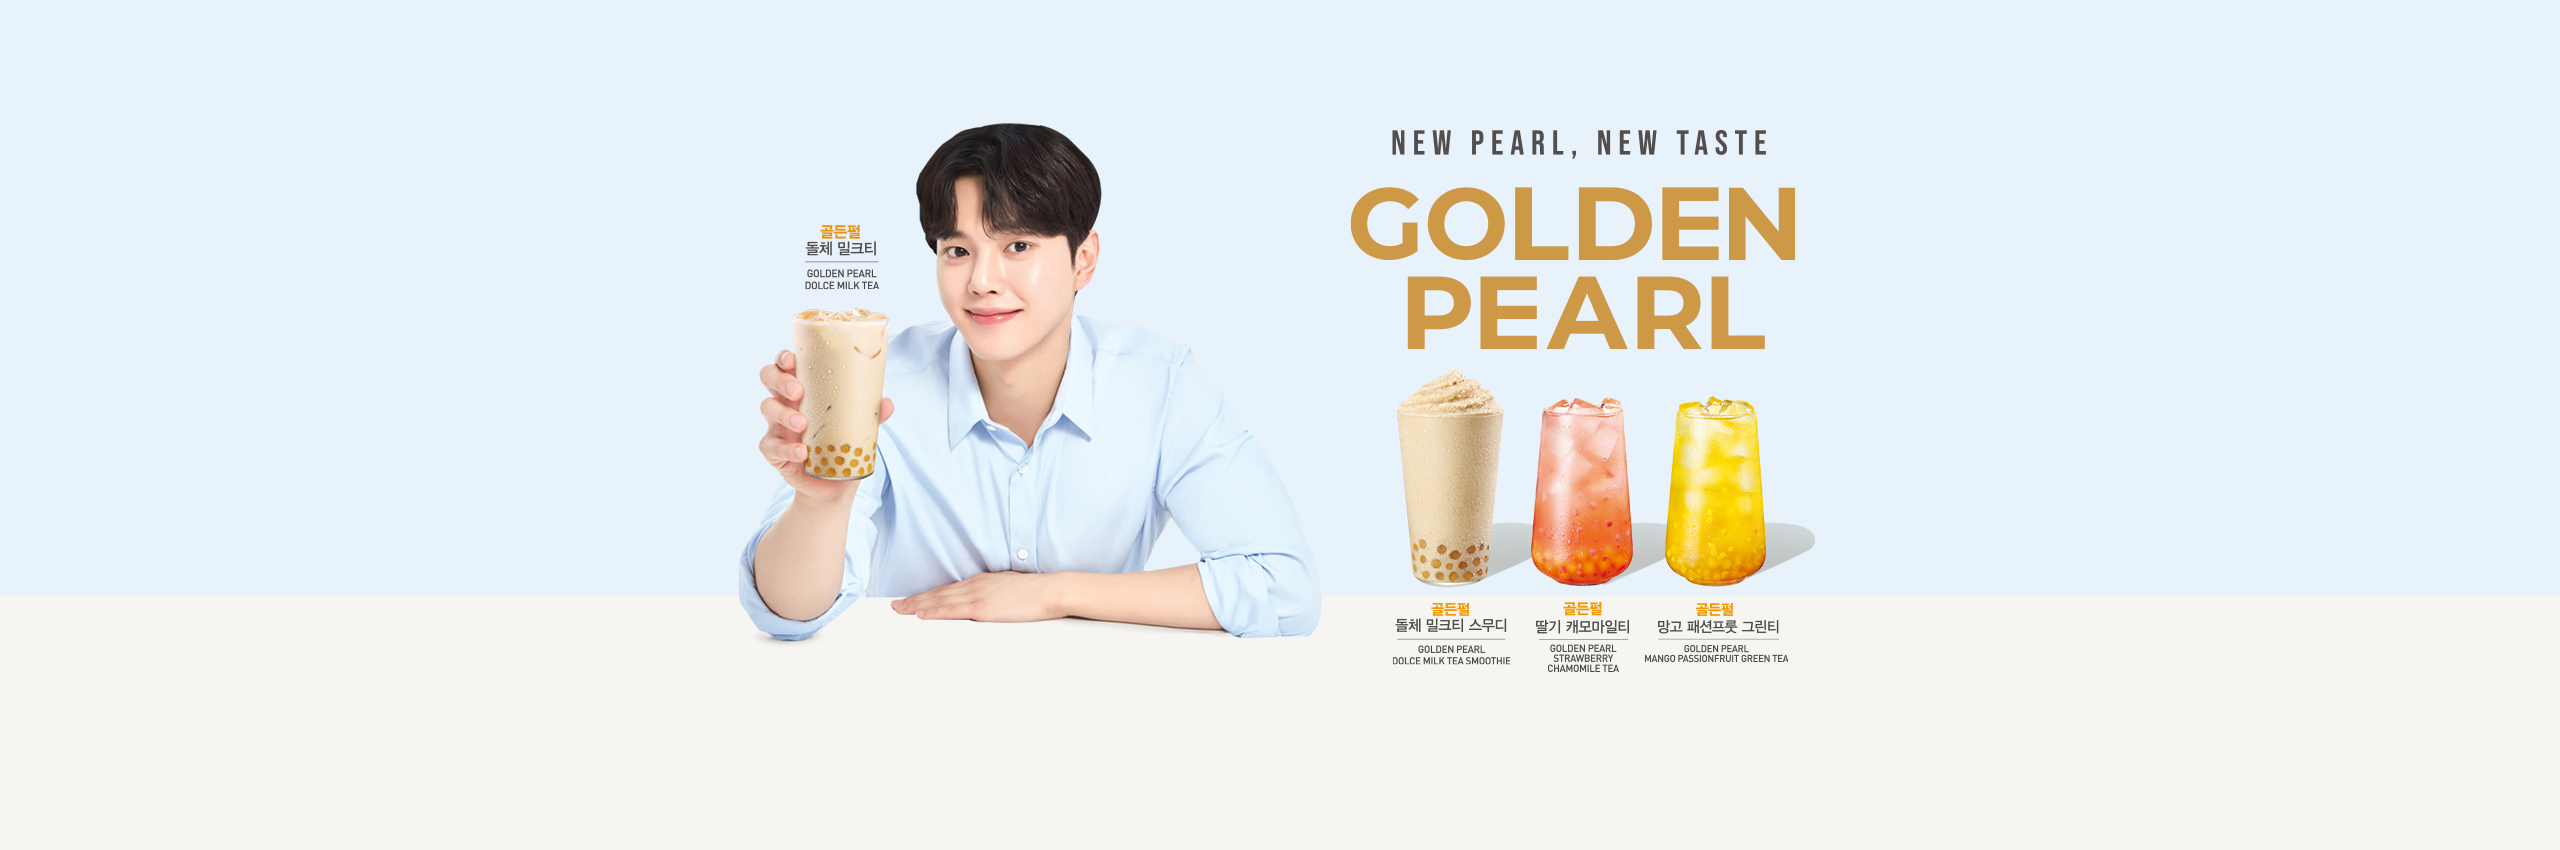 NEW PEARL, NEW TASTE
GOLDEN
PEARL
골든펄
돌체 밀크티
GOLDEN PEARL
DOLCE MILK TEA
골든펄
돌체 밀크티 스무디
GOLDEN PEARL
DOLCE MILK TEA SMOOTHIE
골든펄
딸기 캐모마일티
GOLDEN PEARL
STRAWBERRY
CHAMOMILE TEA
골든펄
망고 패션프룻 그린티
GOLDEN PEARL
MANGO PASSIONFRUIT GREEN TEA